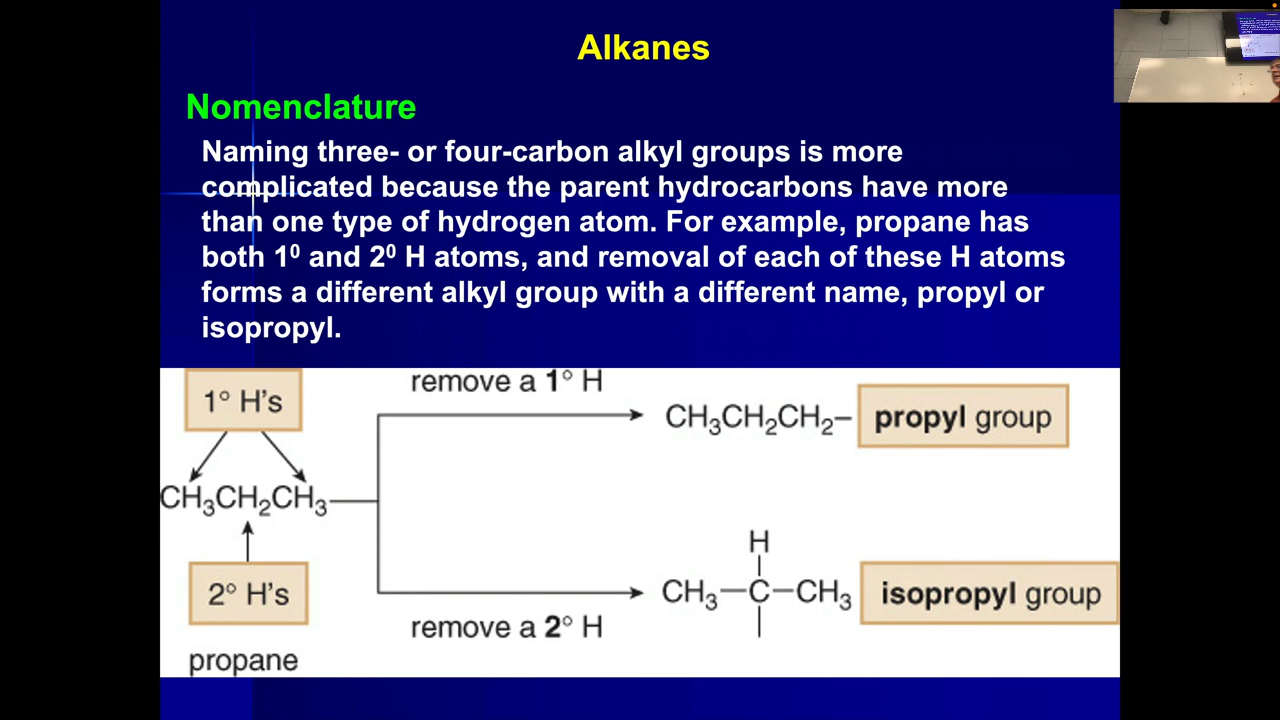 Alkanes
Nomenclature
Naming three- or four-carbon alkyl groups is more
complicated because the parent hydrocarbons have more
than one type of hydrogen atom. For example, propane has
both 1⁰ and 2⁰ H atoms, and removal of each of these H atoms
forms a different alkyl group with a different name, propyl or
isopropyl.
1° H's
remove a 1° H
CH₃CH₂CH₂–
propyl group
CH₃CH₂CH₃
2° H's
propane
remove a 2° H
H
CH₃—C—CH₃
isopropyl group